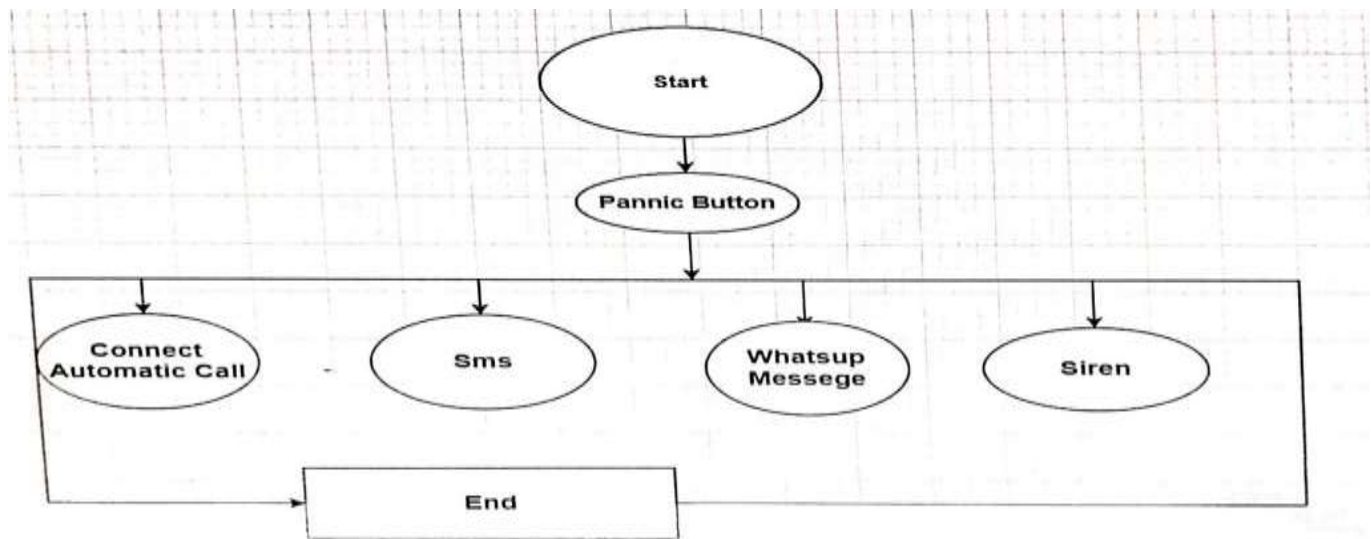 Start
Pannic Button
Connect
Automatic Call
Sms
Whatsup
Messege
Siren
End